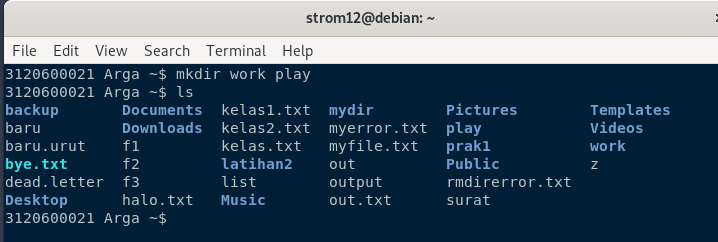 strom12@debian: ~
File Edit View Search Terminal Help
3120600021 Arga ~$ mkdir work play
3120600021 Arga ~$ ls
backup Documents kelas1.txt mydir Pictures Templates
baru Downloads kelas2.txt myerror.txt play Videos
baru.urut f1 kelas.txt myfile.txt prak1 work
bye.txt f2 latihan2 out Public z
dead.letter f3 list output rmdirerror.txt
Desktop halo.txt Music out.txt surat
3120600021 Arga ~$